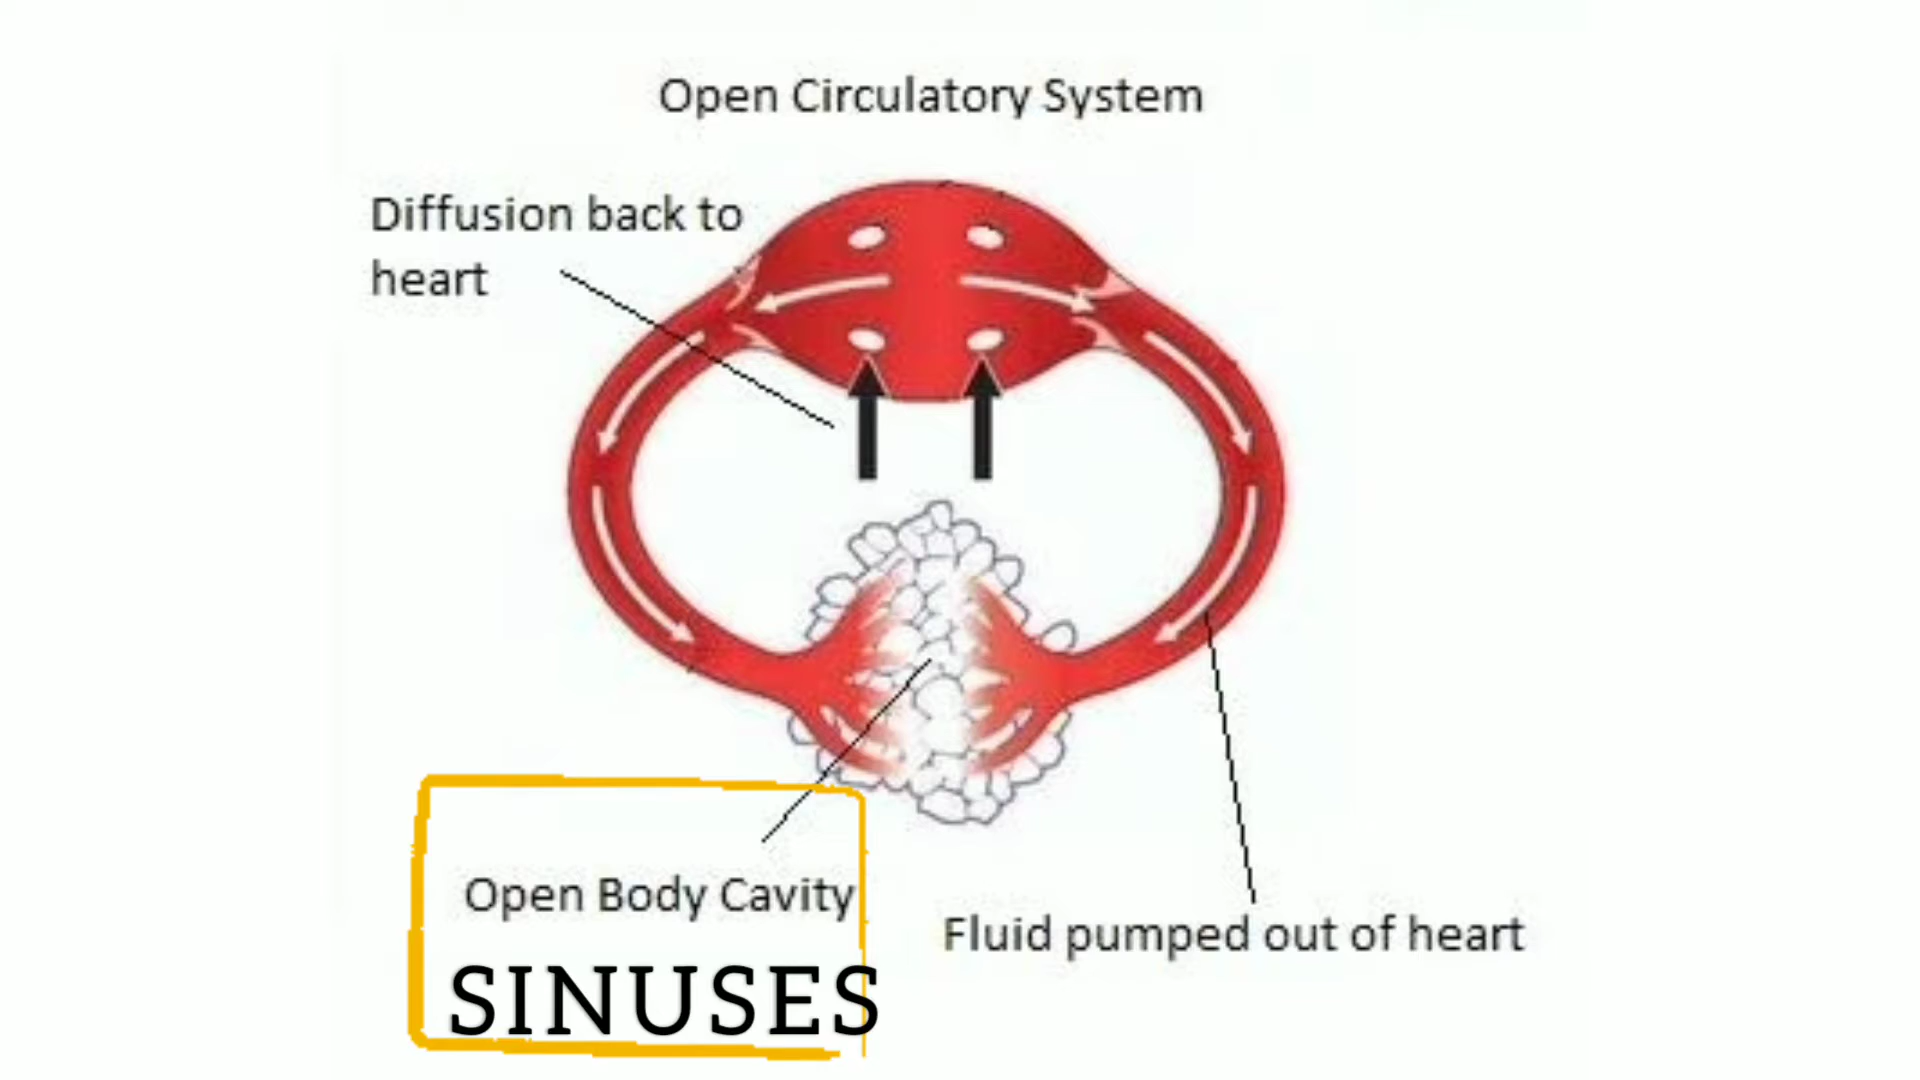 Open Circulatory System
Diffusion back to
heart
Open Body Cavity
SINUSES
Fluid pumped out of heart